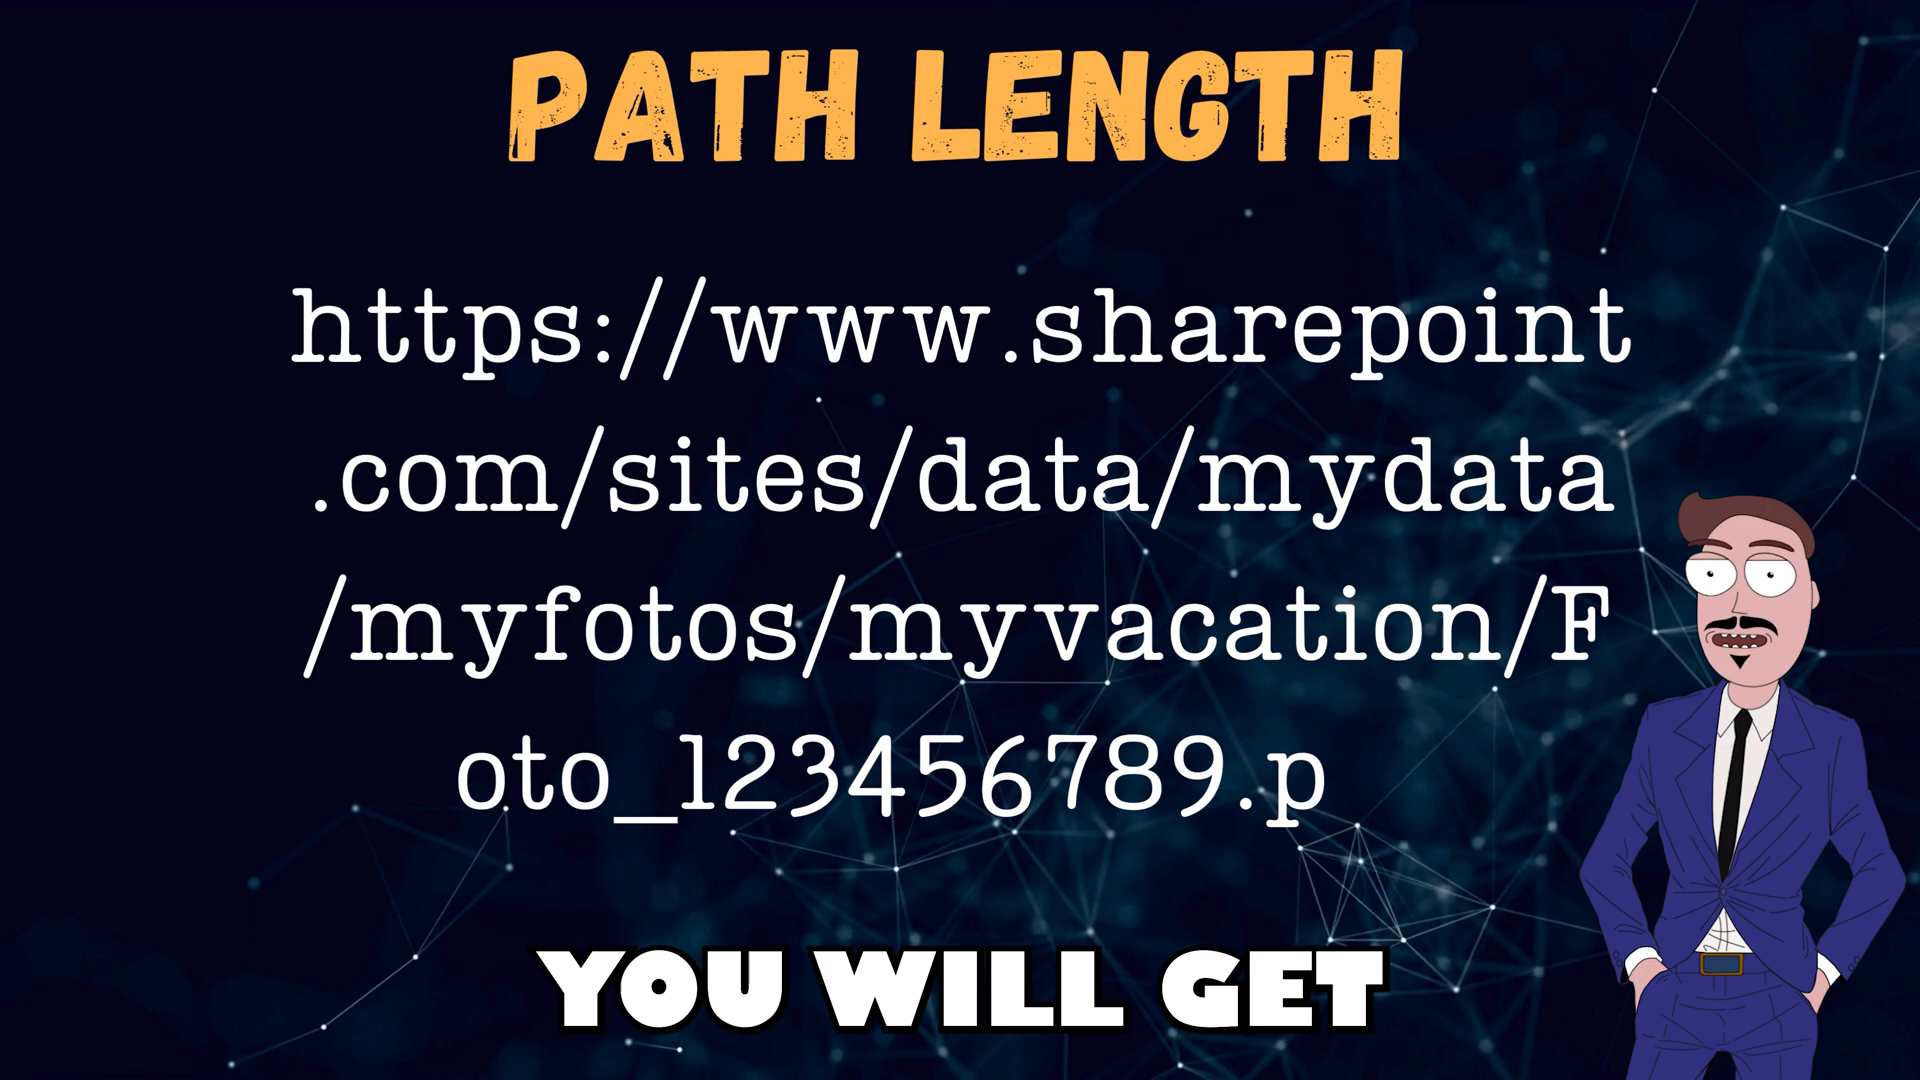 PATH LENGTH
https://www.sharepoint
.com/sites/data/mydata
/myfotos/myvacation/F
oto_123456789.p
YOU WILL GET